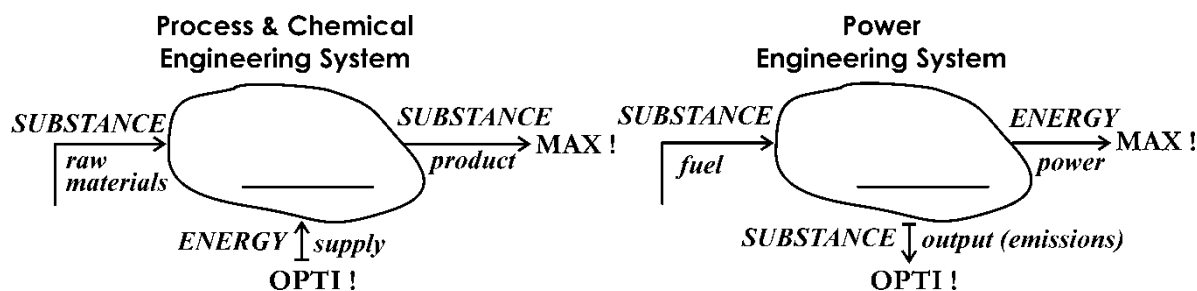 Process & Chemical
Engineering System
SUBSTANCE
raw
materials
SUBSTANCE
product
MAX !
ENERGY
supply
OPTI !
Power
Engineering System
SUBSTANCE
fuel
ENERGY
power
MAX !
SUBSTANCE
output (emissions)
OPTI !